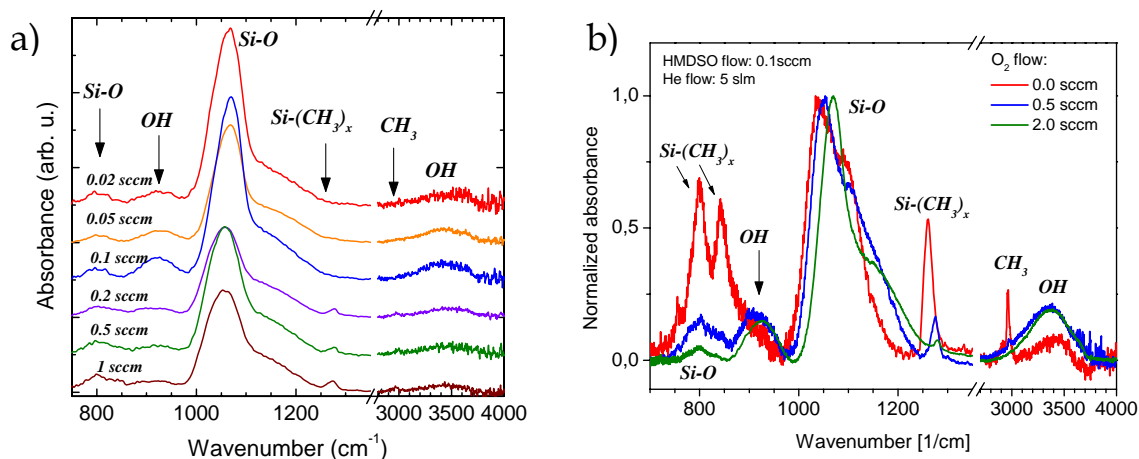 a)
Si-O
Si-O
OH
Si-(CH3)x
CH3
OH
0.02 sccm
0.05 sccm
0.1 sccm
0.2 sccm
0.5 sccm
1 sccm
Absorbance (arb. u.)
800 1000 1200 3000 3500 4000
Wavenumber (cm-1)
b)
HMDSO flow: 0.1sccm
He flow: 5 slm
O2 flow:
0.0 sccm
0.5 sccm
2.0 sccm
1,0
0,5
0,0
Normalized absorbance
Si-O
Si-(CH3)x
Si-(CH3)x
OH
CH3
OH
Si-O
800 1000 1200 3000 4000
Wavenumber [1/cm]